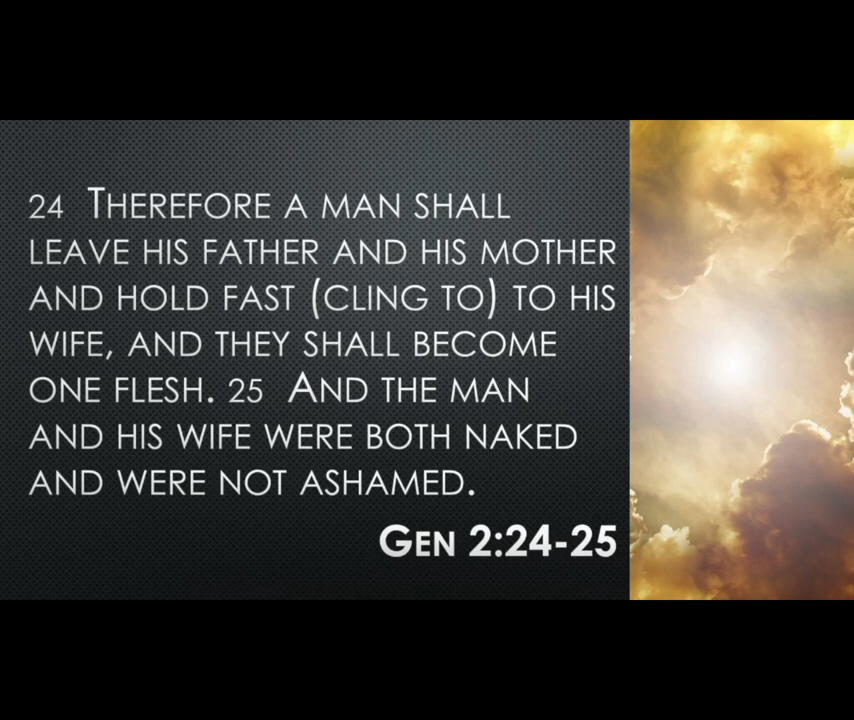 24 Therefore a man shall
leave his father and his mother
and hold fast (cling to) to his
wife, and they shall become
one flesh. 25 And the man
and his wife were both naked
and were not ashamed.
Gen 2:24-25